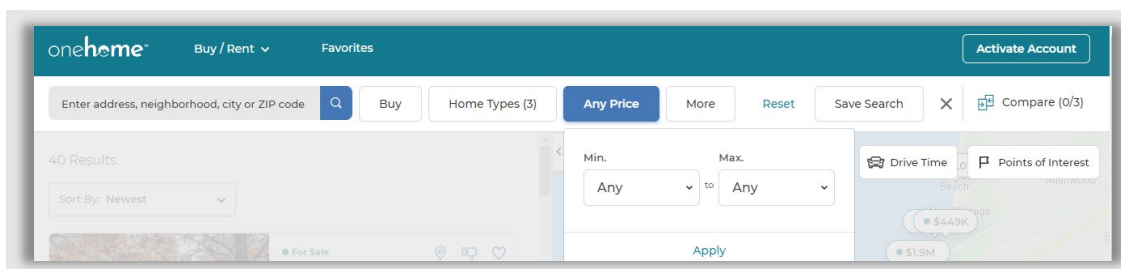 onehome Buy / Rent Favorites Activate Account
Enter address, neighborhood, city or ZIP code Buy Home Types (3) Any Price More Reset Save Search Compare (0/3)
40 Results
Min. Max.
Drive Time Points of Interest
Any to Any
Beach Allenwood
Sort By: Newest
$449K
For Sale Apply $1.9M